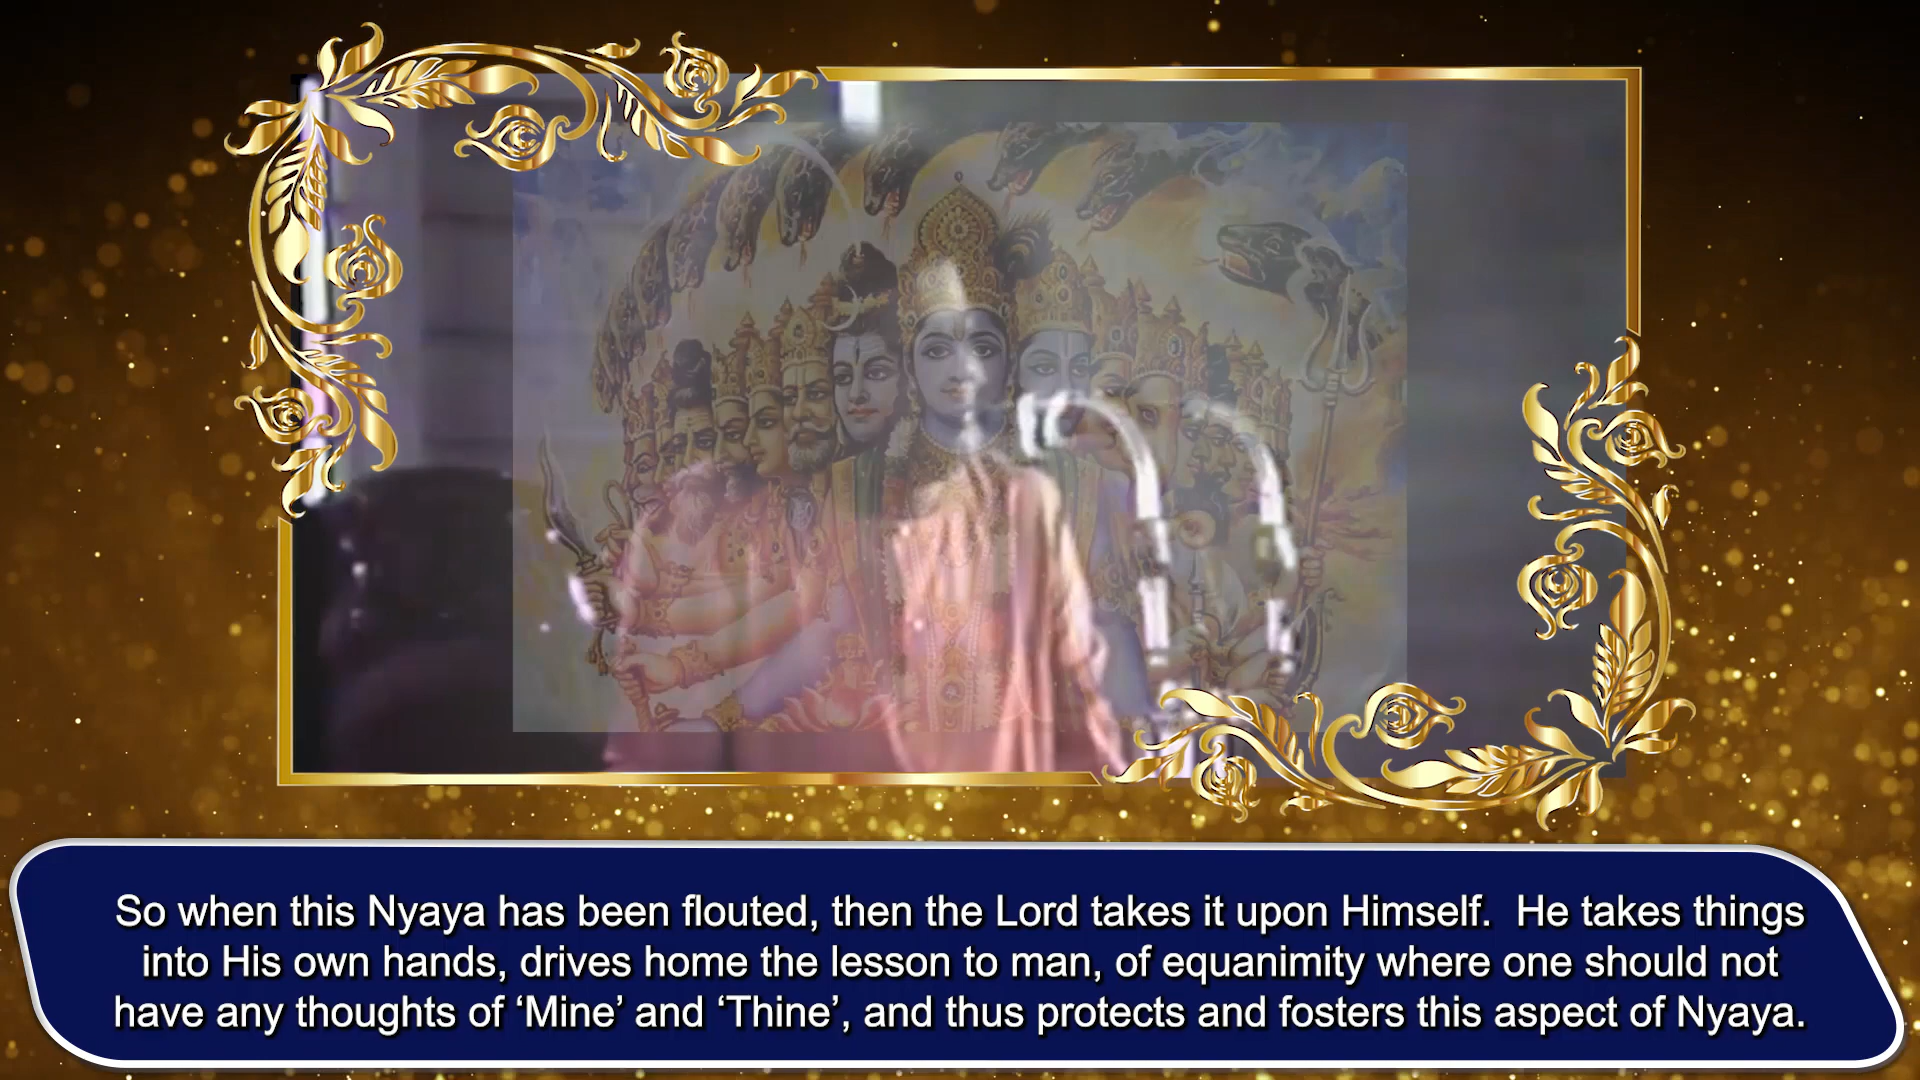 So when this Nyaya has been flouted, then the Lord takes it upon Himself.  He takes things
into His own hands, drives home the lesson to man, of equanimity where one should not
have any thoughts of ‘Mine’ and ‘Thine’, and thus protects and fosters this aspect of Nyaya.